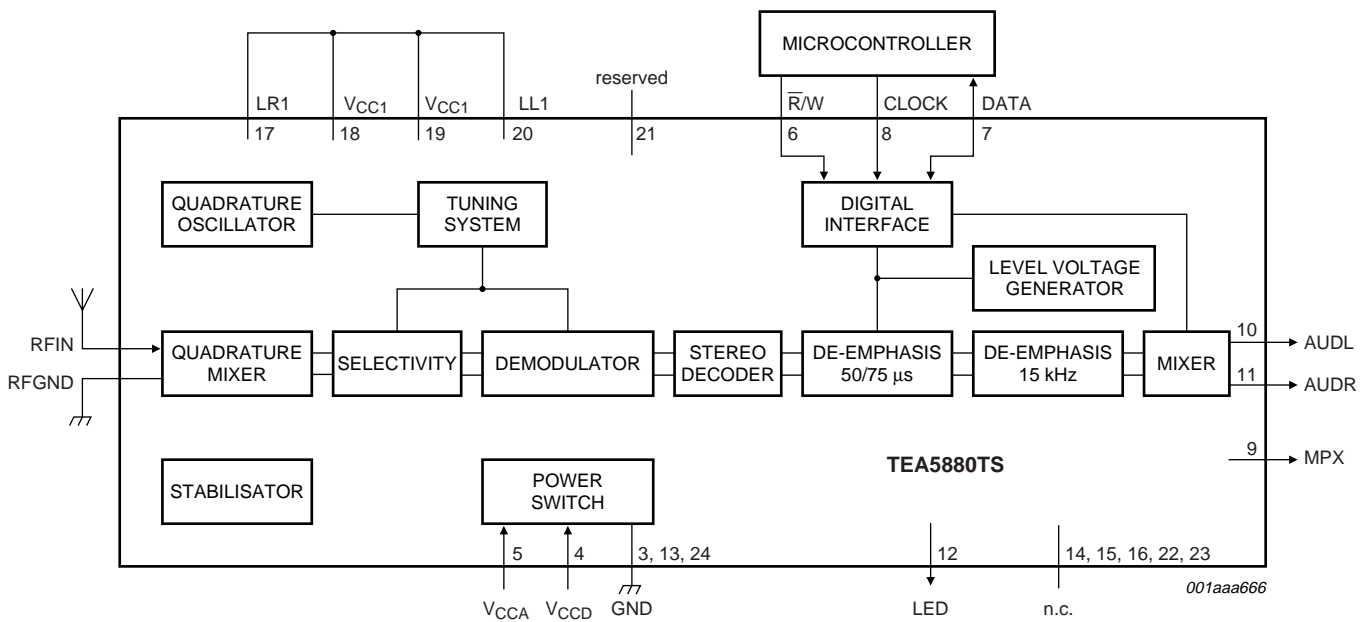 MICROCONTROLLER
reserved
LR1
VCC1
VCC1
LL1
R̅/W
CLOCK
DATA
17
18
19
20
21
6
8
7
QUADRATURE
OSCILLATOR
TUNING
SYSTEM
DIGITAL
INTERFACE
LEVEL VOLTAGE
GENERATOR
RFIN
RFGND
QUADRATURE
MIXER
SELECTIVITY
DEMODULATOR
STEREO
DECODER
DE-EMPHASIS
50/75 μs
DE-EMPHASIS
15 kHz
MIXER
10
AUDL
11
AUDR
9
MPX
TEA5880TS
STABILISATOR
POWER
SWITCH
5
4
3, 13, 24
12
14, 15, 16, 22, 23
001aaa666
VCCA
VCCD
GND
LED
n.c.